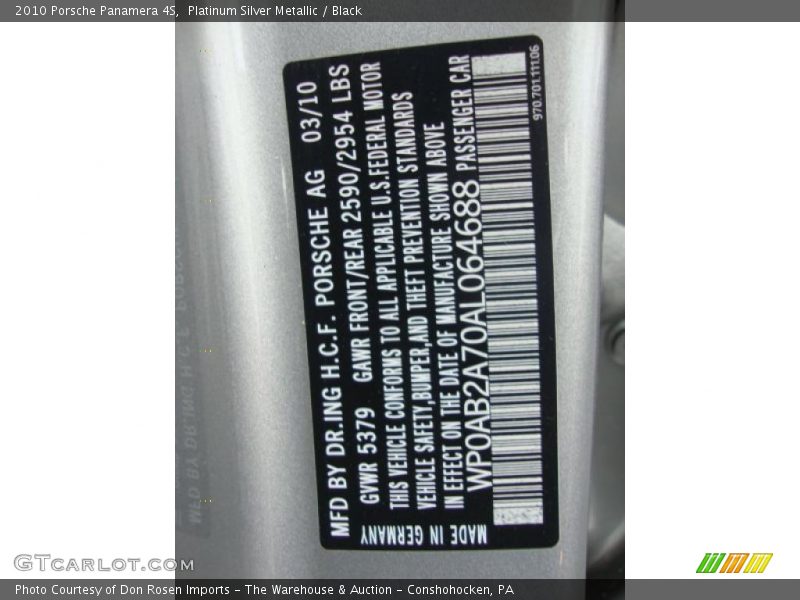 2010 Porsche Panamera 4S,  Platinum Silver Metallic / Black
MFD BY DR.ING H.C.F. PORSCHE AG 03/10
GVWR 5379 GAWR FRONT/REAR 2590/2954 LBS
THIS VEHICLE CONFORMS TO ALL APPLICABLE U.S.FEDERAL MOTOR
VEHICLE SAFETY,BUMPER,AND THEFT PREVENTION STANDARDS
IN EFFECT ON THE DATE OF MANUFACTURE SHOWN ABOVE
WP0AB2A70AL064688 PASSENGER CAR
970.701.111.06
MADE IN GERMANY
GTcarlot.com
Photo Courtesy of Don Rosen Imports - The Warehouse & Auction - Conshohocken, PA